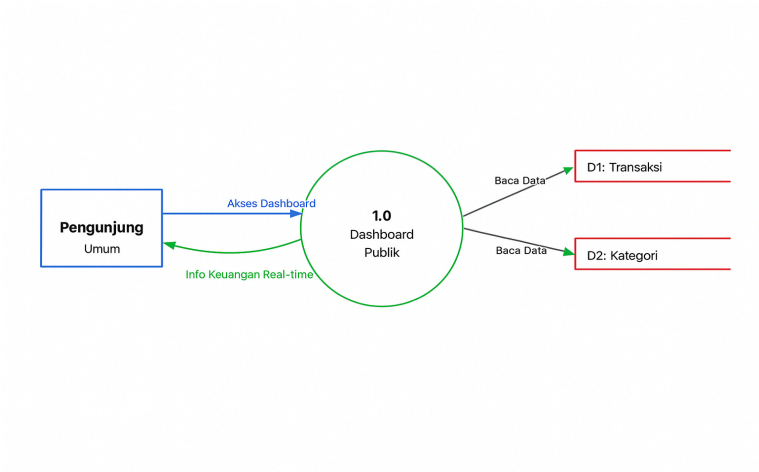 Pengunjung
Umum
Akses Dashboard
Info Keuangan Real-time
1.0
Dashboard
Publik
Baca Data
Baca Data
D1: Transaksi
D2: Kategori